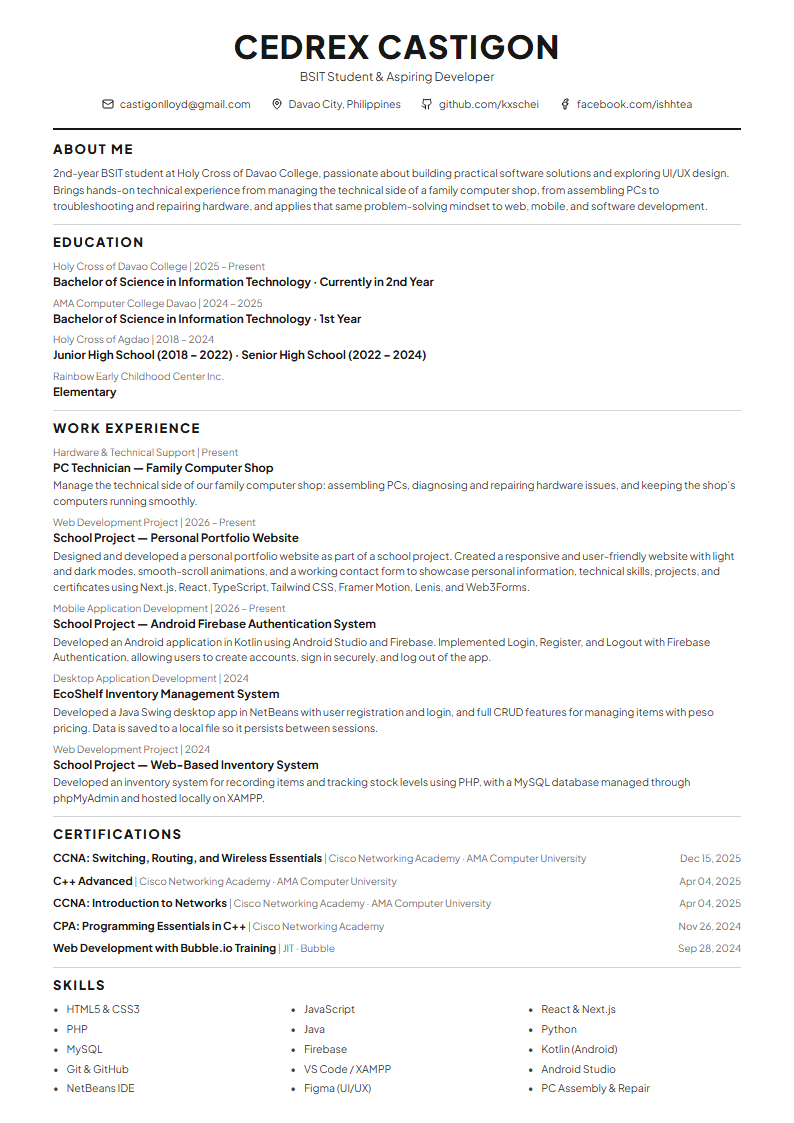 CEDREX CASTIGON
BSIT Student & Aspiring Developer
castigonlloyd@gmail.com Davao City, Philippines github.com/kxschei facebook.com/ishhtea
ABOUT ME
2nd-year BSIT student at Holy Cross of Davao College, passionate about building practical software solutions and exploring UI/UX design.
Brings hands-on technical experience from managing the technical side of a family computer shop, from assembling PCs to
troubleshooting and repairing hardware, and applies that same problem-solving mindset to web, mobile, and software development.
EDUCATION
Holy Cross of Davao College | 2025 – Present
Bachelor of Science in Information Technology · Currently in 2nd Year
AMA Computer College Davao | 2024 – 2025
Bachelor of Science in Information Technology · 1st Year
Holy Cross of Agdao | 2018 – 2024
Junior High School (2018 – 2022) · Senior High School (2022 – 2024)
Rainbow Early Childhood Center Inc.
Elementary
WORK EXPERIENCE
Hardware & Technical Support | Present
PC Technician — Family Computer Shop
Manage the technical side of our family computer shop: assembling PCs, diagnosing and repairing hardware issues, and keeping the shop's
computers running smoothly.
Web Development Project | 2026 – Present
School Project — Personal Portfolio Website
Designed and developed a personal portfolio website as part of a school project. Created a responsive and user-friendly website with light
and dark modes, smooth-scroll animations, and a working contact form to showcase personal information, technical skills, projects, and
certificates using Next.js, React, TypeScript, Tailwind CSS, Framer Motion, Lenis, and Web3Forms.
Mobile Application Development | 2026 – Present
School Project — Android Firebase Authentication System
Developed an Android application in Kotlin using Android Studio and Firebase. Implemented Login, Register, and Logout with Firebase
Authentication, allowing users to create accounts, sign in securely, and log out of the app.
Desktop Application Development | 2024
EcoShelf Inventory Management System
Developed a Java Swing desktop app in NetBeans with user registration and login, and full CRUD features for managing items with peso
pricing. Data is saved to a local file so it persists between sessions.
Web Development Project | 2024
School Project — Web-Based Inventory System
Developed an inventory system for recording items and tracking stock levels using PHP, with a MySQL database managed through
phpMyAdmin and hosted locally on XAMPP.
CERTIFICATIONS
CCNA: Switching, Routing, and Wireless Essentials | Cisco Networking Academy · AMA Computer University Dec 15, 2025
C++ Advanced | Cisco Networking Academy · AMA Computer University Apr 04, 2025
CCNA: Introduction to Networks | Cisco Networking Academy · AMA Computer University Apr 04, 2025
CPA: Programming Essentials in C++ | Cisco Networking Academy Nov 26, 2024
Web Development with Bubble.io Training | JIT · Bubble Sep 28, 2024
SKILLS
• HTML5 & CSS3 • JavaScript • React & Next.js
• PHP • Java • Python
• MySQL • Firebase • Kotlin (Android)
• Git & GitHub • VS Code / XAMPP • Android Studio
• NetBeans IDE • Figma (UI/UX) • PC Assembly & Repair